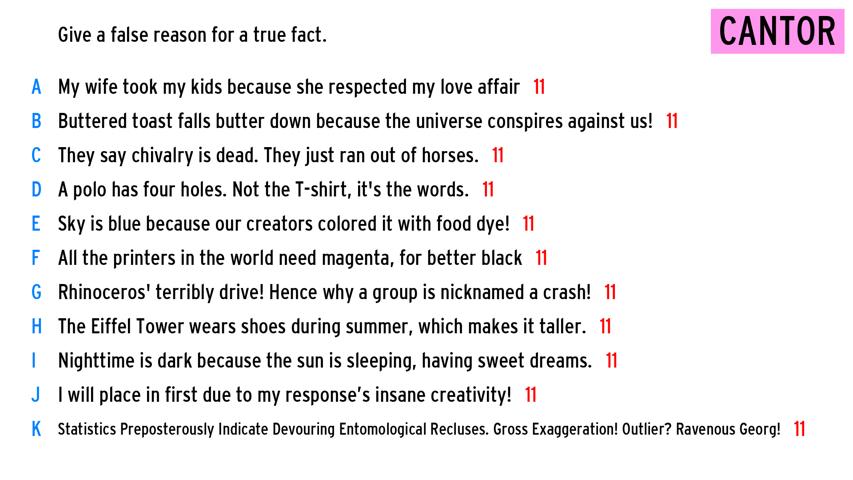 Give a false reason for a true fact.
CANTOR
A My wife took my kids because she respected my love affair 11
B Buttered toast falls butter down because the universe conspires against us! 11
C They say chivalry is dead. They just ran out of horses. 11
D A polo has four holes. Not the T-shirt, it's the words. 11
E Sky is blue because our creators colored it with food dye! 11
F All the printers in the world need magenta, for better black 11
G Rhinoceros' terribly drive! Hence why a group is nicknamed a crash! 11
H The Eiffel Tower wears shoes during summer, which makes it taller. 11
I Nighttime is dark because the sun is sleeping, having sweet dreams. 11
J I will place in first due to my response’s insane creativity! 11
K Statistics Preposterously Indicate Devouring Entomological Recluses. Gross Exaggeration! Outlier? Ravenous Georg! 11